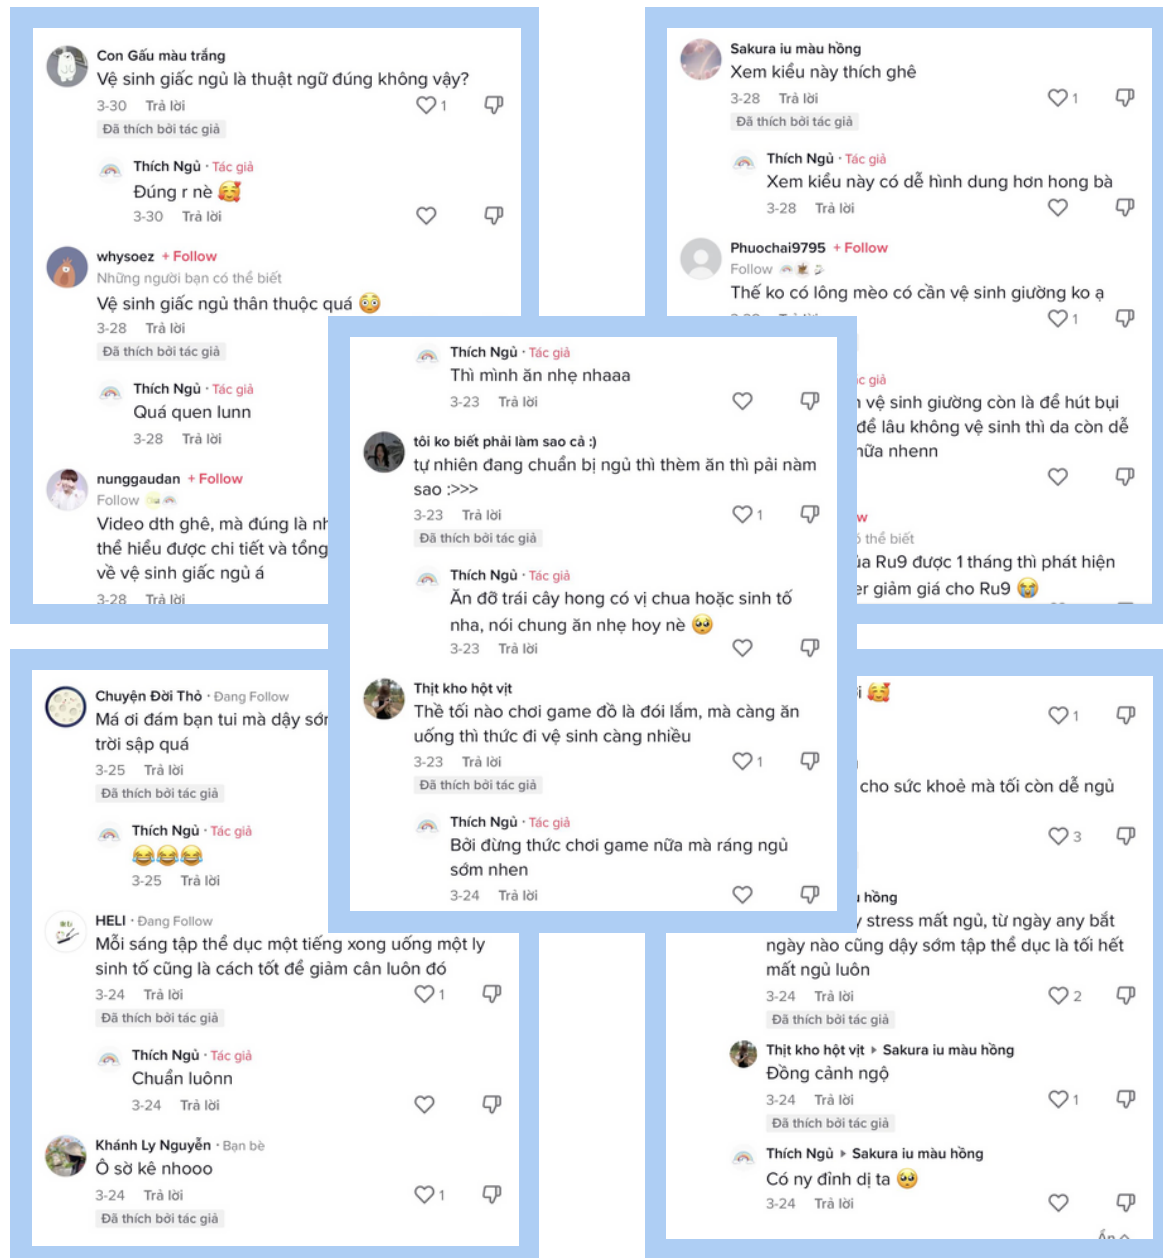 Con Gấu màu trắng
Vệ sinh giấc ngủ là thuật ngữ đúng không vậy?
3-30 Trả lời
1
Đã thích bởi tác giả
Thích Ngủ · Tác giả
Đúng r nè 🥰
3-30 Trả lời
whysoez + Follow
Những người bạn có thể biết
Vệ sinh giấc ngủ thân thuộc quá 😳
3-28 Trả lời
Đã thích bởi tác giả
Thích Ngủ · Tác giả
Quá quen lunn
3-28 Trả lời
nunggaudan + Follow
Follow
Video dth ghê, mà đúng là
thể hiểu được chi tiết và tổng
về vệ sinh giấc ngủ á
3-28 Trả lời
Sakura iu màu hồng
Xem kiểu này thích ghê
3-28 Trả lời
1
Đã thích bởi tác giả
Thích Ngủ · Tác giả
Xem kiểu này có dễ hình dung hơn hong bà
3-28 Trả lời
Phuochai9795 + Follow
Follow
Thế ko có lông mèo có cần vệ sinh giường ko ạ
1
giả
vệ sinh giường còn là để hút bụi
để lâu không vệ sinh thì da còn dễ
nhenn
thể biết
Ru9 được 1 tháng thì phát hiện
giảm giá cho Ru9 😭
Thích Ngủ · Tác giả
Thì mình ăn nhẹ nhaaa
3-23 Trả lời
tôi ko biết phải làm sao cả :)
tự nhiên đang chuẩn bị ngủ thì thèm ăn thì pải nàm
sao :>>>
3-23 Trả lời
1
Đã thích bởi tác giả
Thích Ngủ · Tác giả
Ăn đỡ trái cây hong có vị chua hoặc sinh tố
nha, nói chung ăn nhẹ hoy nè 🥺
3-23 Trả lời
Thịt kho hột vịt
Thề tối nào chơi game đồ là đói lắm, mà càng ăn
uống thì thức đi vệ sinh càng nhiều
3-23 Trả lời
1
Đã thích bởi tác giả
Thích Ngủ · Tác giả
Bởi đừng thức chơi game nữa mà ráng ngủ
sớm nhen
3-24 Trả lời
Chuyện Đời Thỏ · Đang Follow
Má ơi đám bạn tui mà dậy
trời sập quá
3-25 Trả lời
Đã thích bởi tác giả
Thích Ngủ · Tác giả
😂😂😂
3-25 Trả lời
HELI · Đang Follow
Mỗi sáng tập thể dục một tiếng xong uống một ly
sinh tố cũng là cách tốt để giảm cân luôn đó
3-24 Trả lời
1
Đã thích bởi tác giả
Thích Ngủ · Tác giả
Chuẩn luônn
3-24 Trả lời
Khánh Ly Nguyễn · Bạn bè
Ô sờ kê nhooo
3-24 Trả lời
1
Đã thích bởi tác giả
🥰
1
cho sức khoẻ mà tối còn dễ ngủ
3
hồng
stress mất ngủ, từ ngày any bắt
ngày nào cũng dậy sớm tập thể dục là tối hết
mất ngủ luôn
3-24 Trả lời
2
Đã thích bởi tác giả
Thịt kho hột vịt ▸ Sakura iu màu hồng
Đồng cảnh ngộ
3-24 Trả lời
1
Đã thích bởi tác giả
Thích Ngủ ▸ Sakura iu màu hồng
Có ny đỉnh dị ta 🥺
3-24 Trả lời